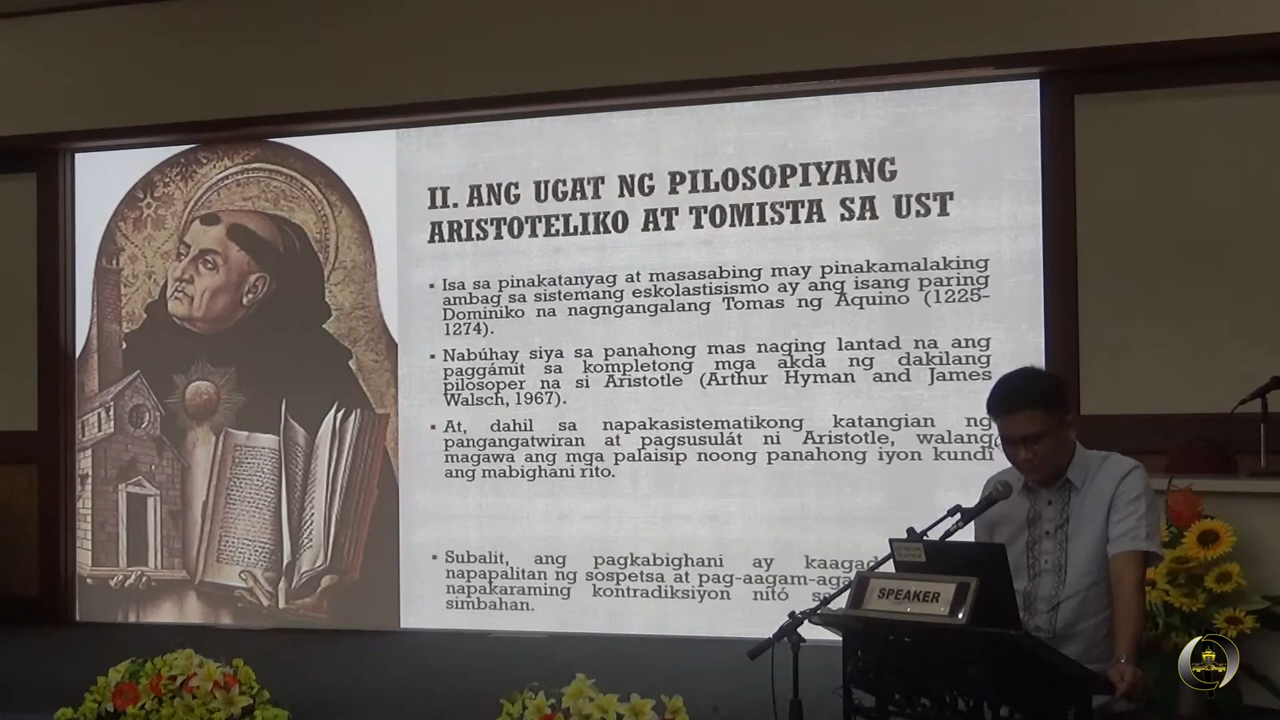 II. ANG UGAT NG PILOSOPIYANG
ARISTOTELIKO AT TOMISTA SA UST
▪ Isa sa pinakatanyag at masasabing may pinakamalaking
ambag sa sistemang eskolastisismo ay ang isang paring
Dominiko na nagngangalang Tomas ng Aquino (1225-
1274).
▪ Nabúhay siya sa panahong mas naging lantad na ang
paggámit sa kompletong mga akda ng dakilang
pilosoper na si Aristotle (Arthur Hyman and James
Walsch, 1967).
▪ At, dahil sa napakasistematikong katangian ng
pangangatwiran at pagsusulát ni Aristotle, walang
magawa ang mga palaisip noong panahong iyon kundi
ang mabighani rito.
▪ Subalit, ang pagkabighani ay
napapalitan ng sospetsa at
napakaraming kontradiksiyon nitó
simbahan.
SPEAKER